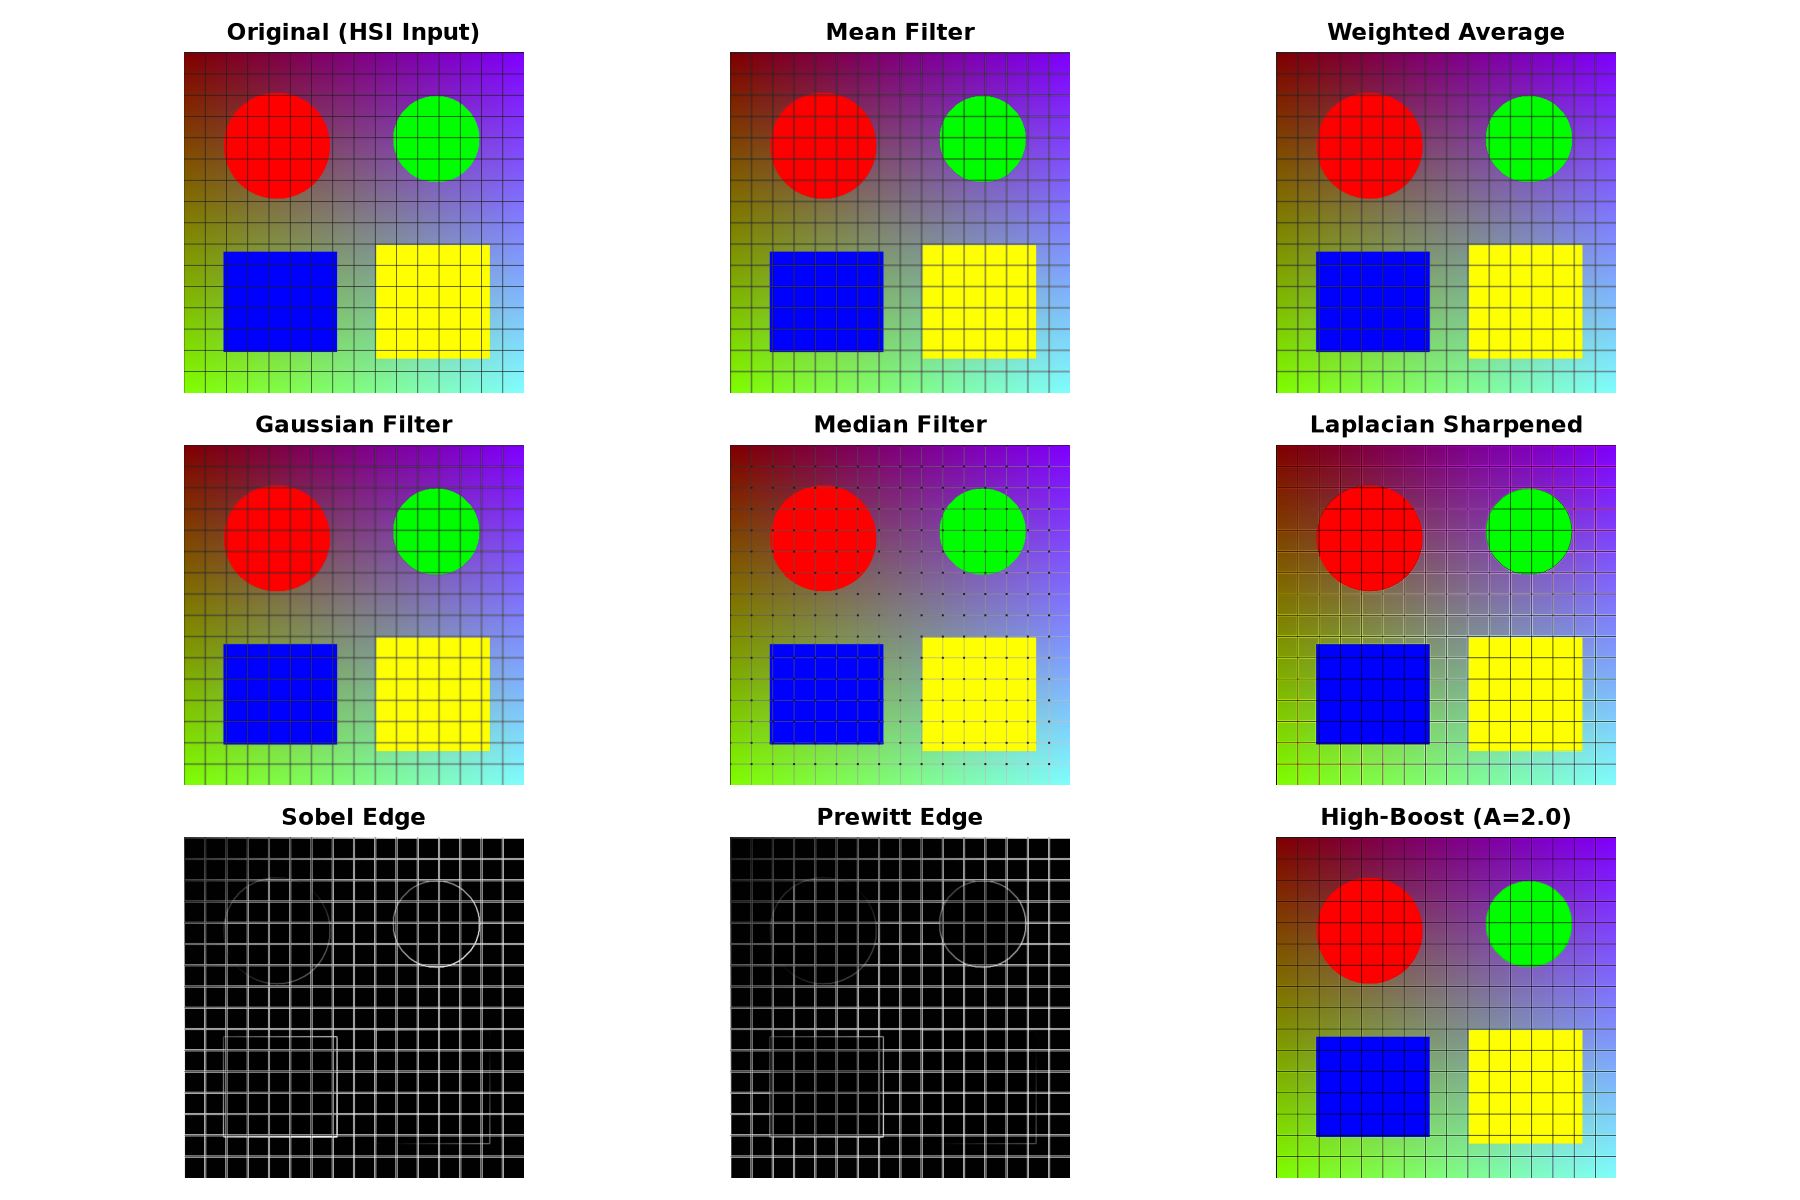 Original (HSI Input)
Mean Filter
Weighted Average
Gaussian Filter
Median Filter
Laplacian Sharpened
Sobel Edge
Prewitt Edge
High-Boost (A=2.0)